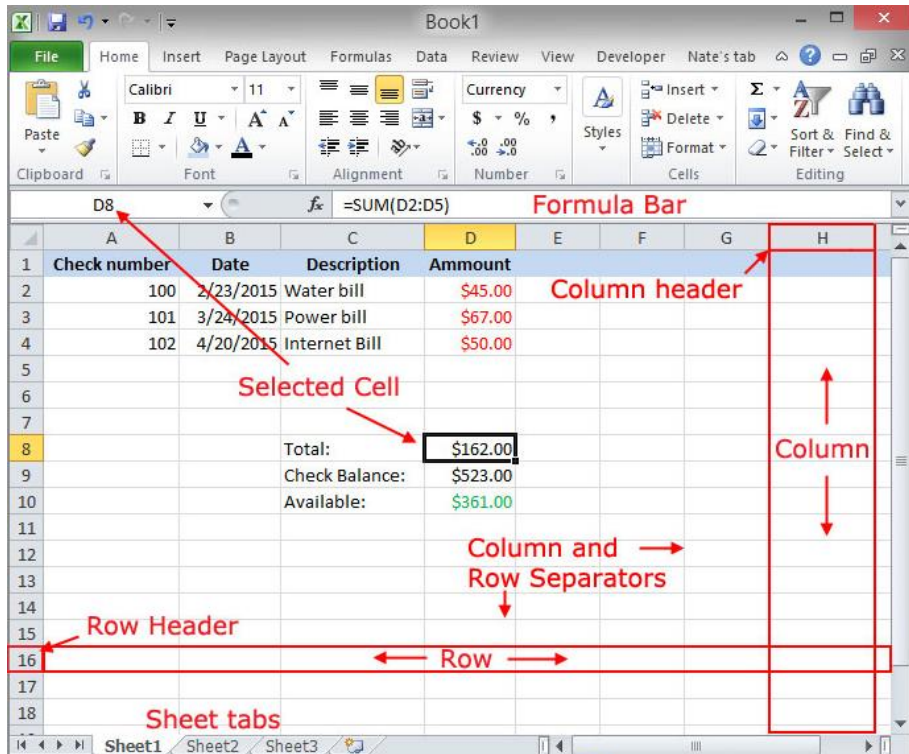 Book1
File Home Insert Page Layout Formulas Data Review View Developer Nate's tab
Calibri 11 Currency Insert
Paste B I U A A $ % , Styles Delete Sort & Find &
A .00 .00 Format Filter Select
Clipboard Font Alignment Number Cells Editing
D8 fx =SUM(D2:D5) Formula Bar
A B C D E F G H
1 Check number Date Description Ammount
2 100 2/23/2015 Water bill $45.00 Column header
3 101 3/24/2015 Power bill $67.00
4 102 4/20/2015 Internet Bill $50.00
5
6 Selected Cell
7
8 Total: $162.00 Column
9 Check Balance: $523.00
10 Available: $361.00
11
12 Column and
13 Row Separators
14
15 Row Header
16 Row
17
18 Sheet tabs
Sheet1 Sheet2 Sheet3